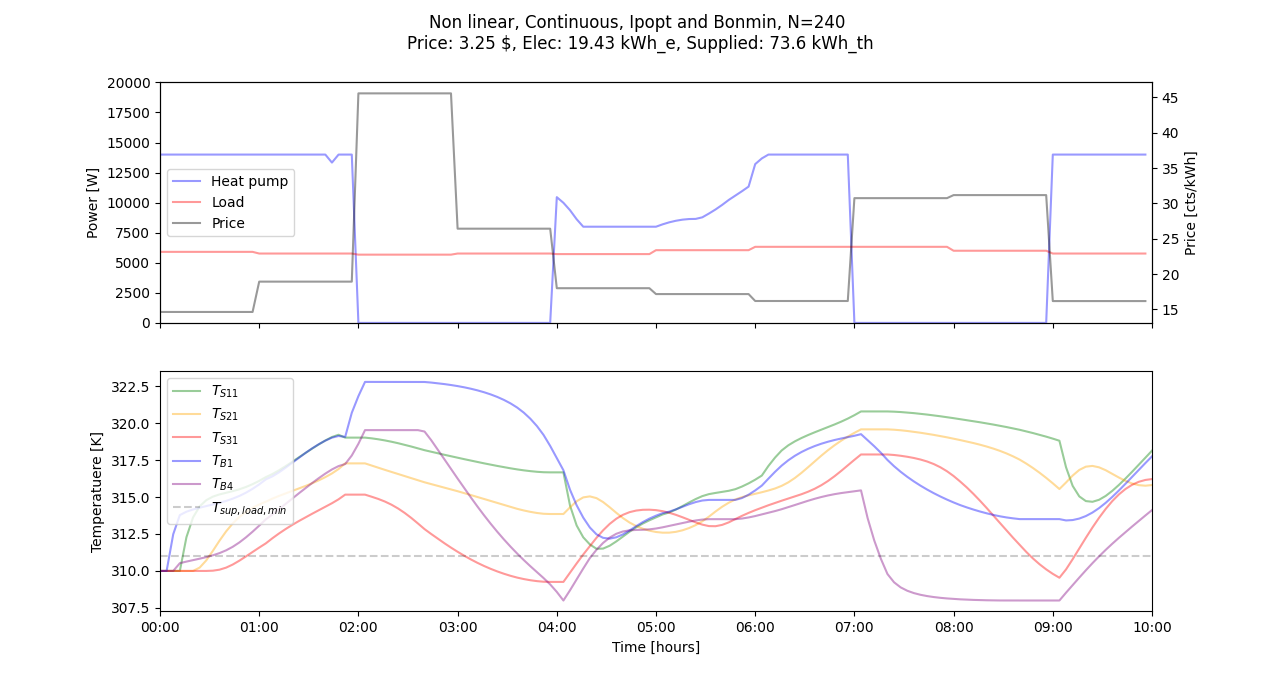 Non linear, Continuous, Ipopt and Bonmin, N=240
Price: 3.25 $, Elec: 19.43 kWh_e, Supplied: 73.6 kWh_th
20000
17500
15000
12500
10000
7500
5000
2500
0
Power [W]
Heat pump
Load
Price
45
40
35
30
25
20
15
Price [cts/kWh]
322.5
320.0
317.5
315.0
312.5
310.0
307.5
Temperatuere [K]
T_{S11}
T_{S21}
T_{S31}
T_{B1}
T_{B4}
T_{sup,load,min}
00:00 01:00 02:00 03:00 04:00 05:00 06:00 07:00 08:00 09:00 10:00
Time [hours]